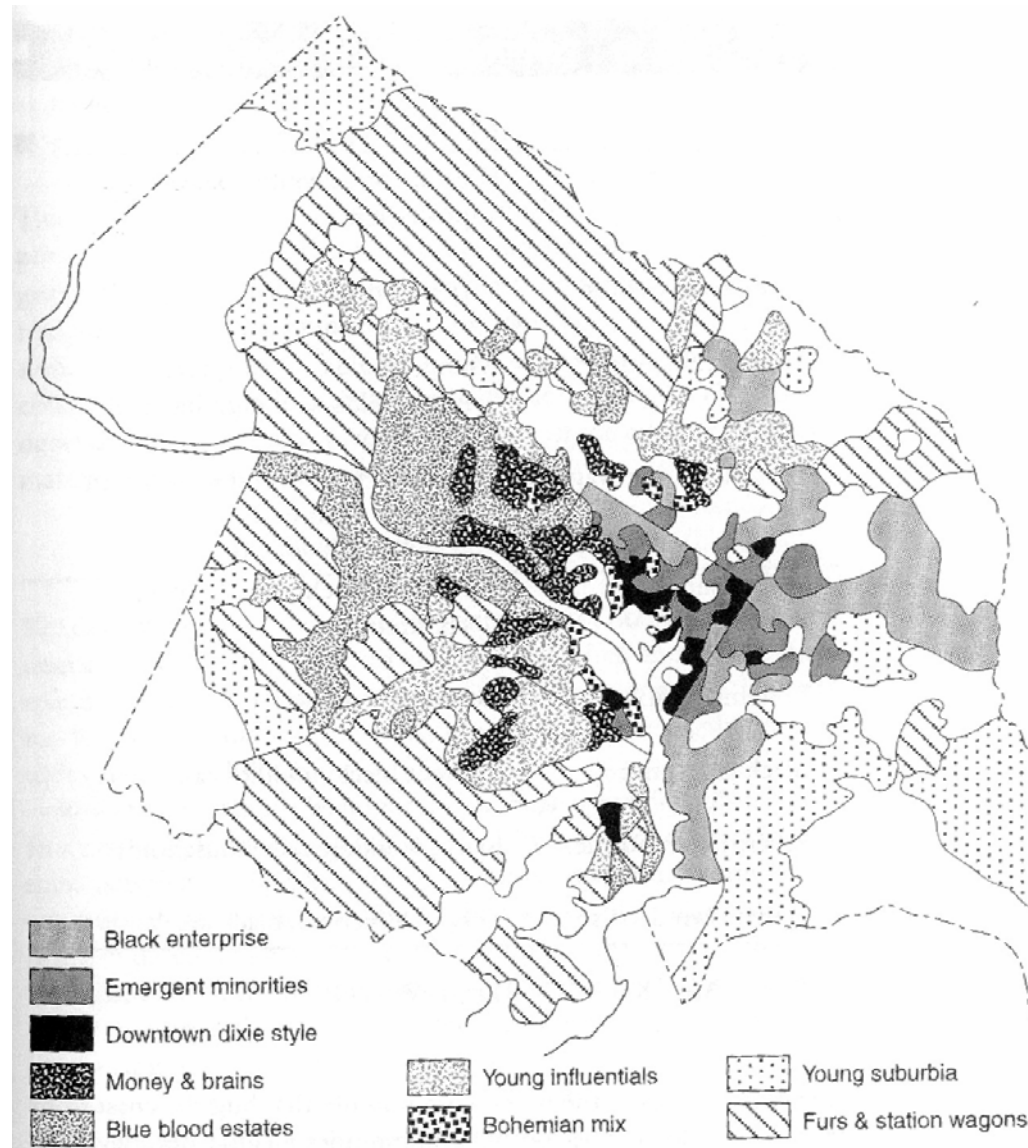 Black enterprise
Emergent minorities
Downtown dixie style
Money & brains
Blue blood estates
Young influentials
Bohemian mix
Young suburbia
Furs & station wagons